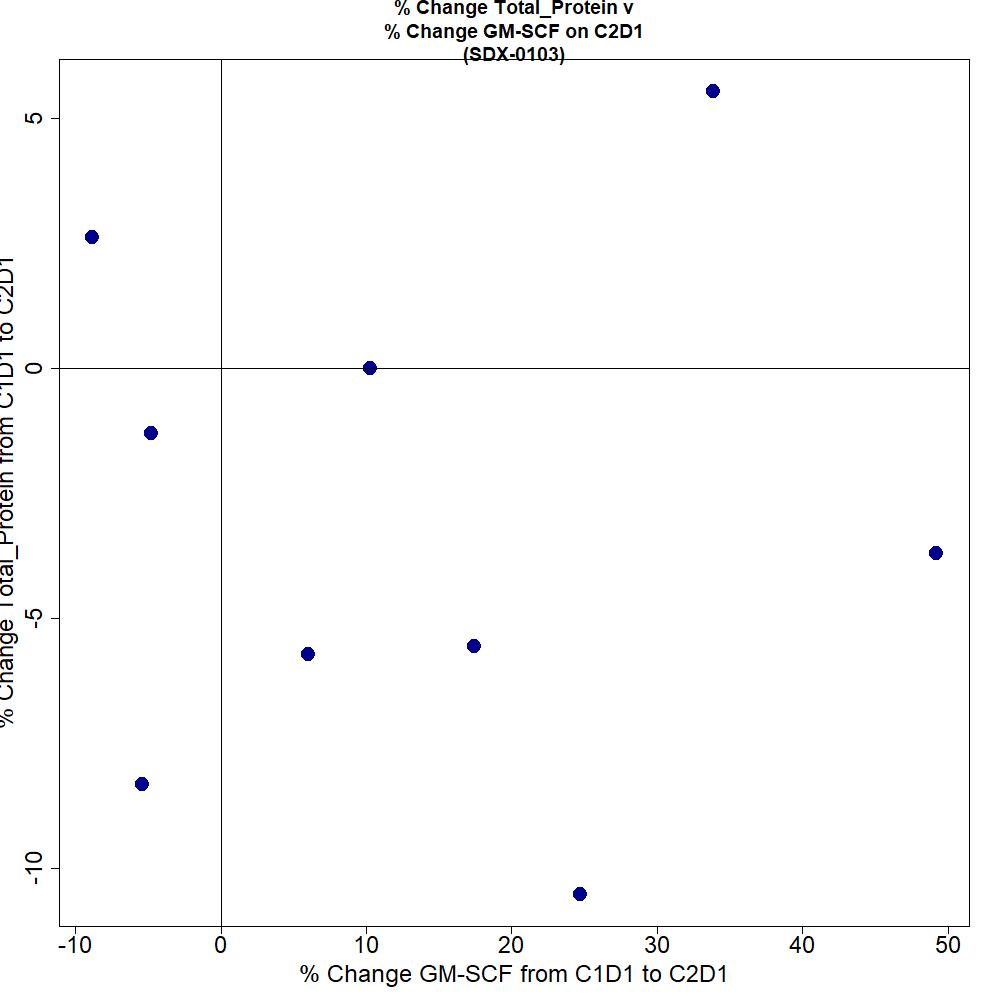 % Change Total_Protein v
% Change GM-SCF on C2D1
(SDX-0103)
% Change Total_Protein from C1D1 to C2D1
5
0
-5
-10
-10 0 10 20 30 40 50
% Change GM-SCF from C1D1 to C2D1